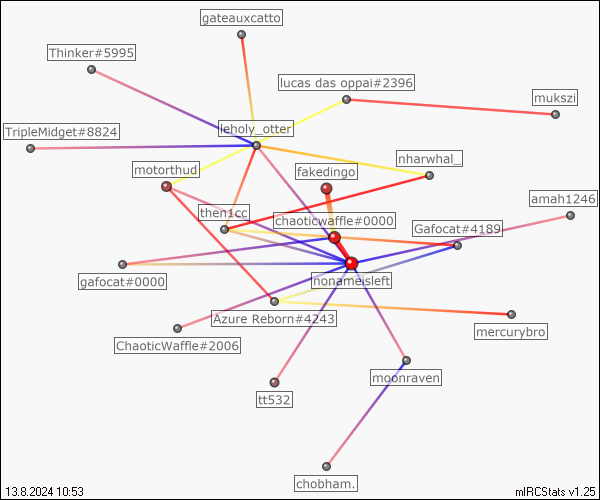 gateauxcatto
Thinker#5995
lucas das oppai#2396
mukszi
TripleMidget#8824
leholy_otter
motorthud
nharwhal_
fakedingo
amah1246
then1cc
chaoticwaffle#0000
Gafocat#4189
gafocat#0000
nonameisleft
Azure Reborn#4243
mercurybro
ChaoticWaffle#2006
moonraven
tt532
chobham.
13.8.2024 10:53
mIRCStats v1.25